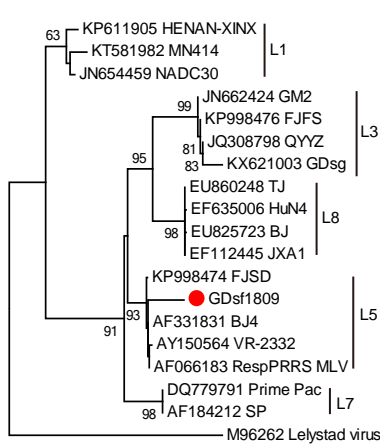 63
KP611905 HENAN-XINX
KT581982 MN414
JN654459 NADC30
L1
99
JN662424 GM2
KP998476 FJFS
81
JQ308798 QYYZ
83
KX621003 GDsg
L3
95
EU860248 TJ
EF635006 HuN4
98
EU825723 BJ
EF112445 JXA1
L8
KP998474 FJSD
GDsf1809
93
AF331831 BJ4
AY150564 VR-2332
AF066183 RespPRRS MLV
L5
91
DQ779791 Prime Pac
98
AF184212 SP
L7
M96262 Lelystad virus